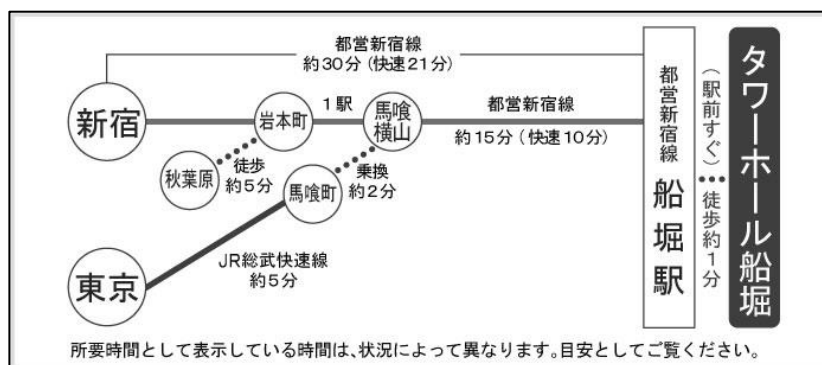 都営新宿線
約30分(快速21分)
新宿
岩本町
1駅
馬喰
横山
都営新宿線
約15分(快速10分)
秋葉原
徒歩
約5分
馬喰町
乗換
約2分
東京
JR総武快速線
約5分
都営新宿線 船堀駅
(駅前すぐ)
徒歩約1分
タワーホール船堀
所要時間として表示している時間は、状況によって異なります。目安としてご覧ください。